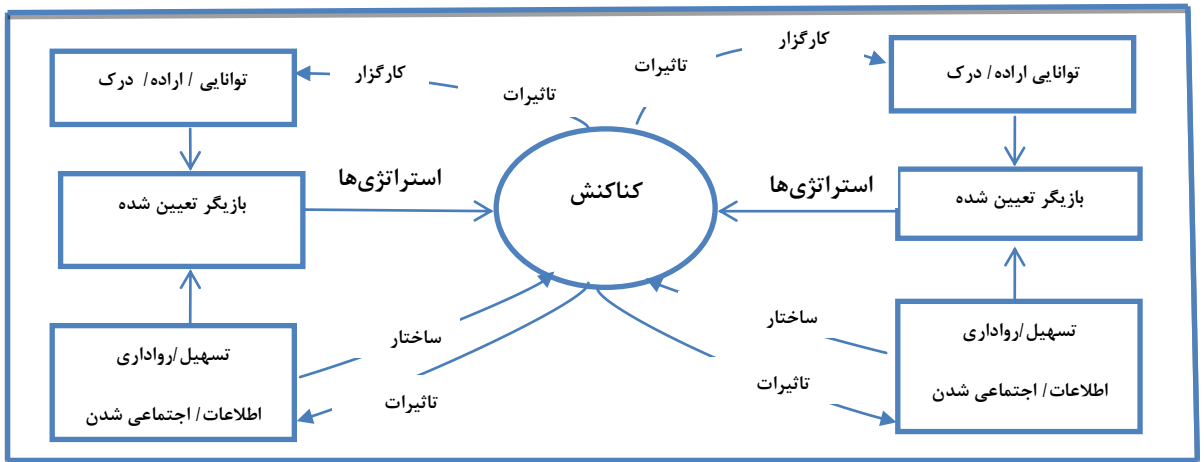 کارگزار
تاثیرات
توانایی اراده/ درک
کارگزار
تاثیرات
توانایی / اراده/ درک
بازیگر تعیین شده
استراتژی‌ها
کناکنش
استراتژی‌ها
بازیگر تعیین شده
تسهیل/رواداری
اطلاعات/ اجتماعی شدن
ساختار
تاثیرات
ساختار
تاثیرات
تسهیل/رواداری
اطلاعات/ اجتماعی شدن